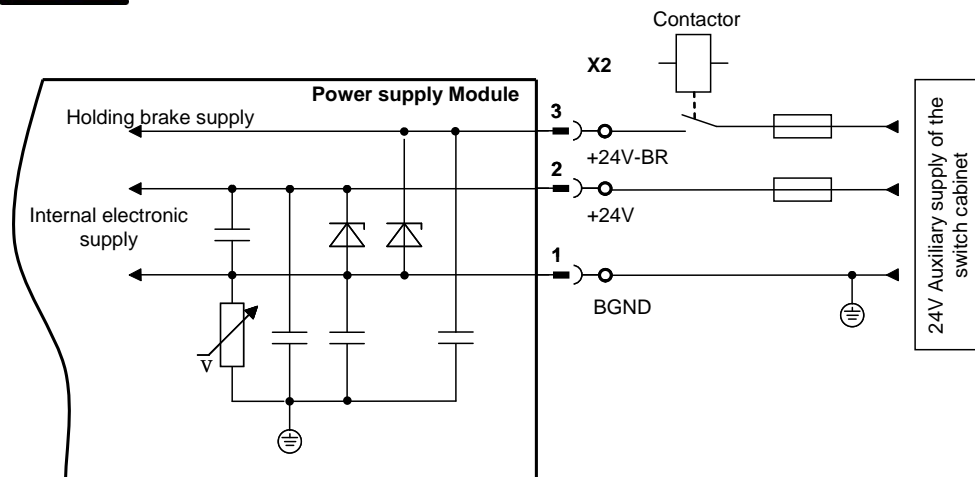 Contactor
X2
Power supply Module
Holding brake supply
3
+24V-BR
2
+24V
Internal electronic
supply
1
BGND
V
24V Auxiliary supply of the
switch cabinet